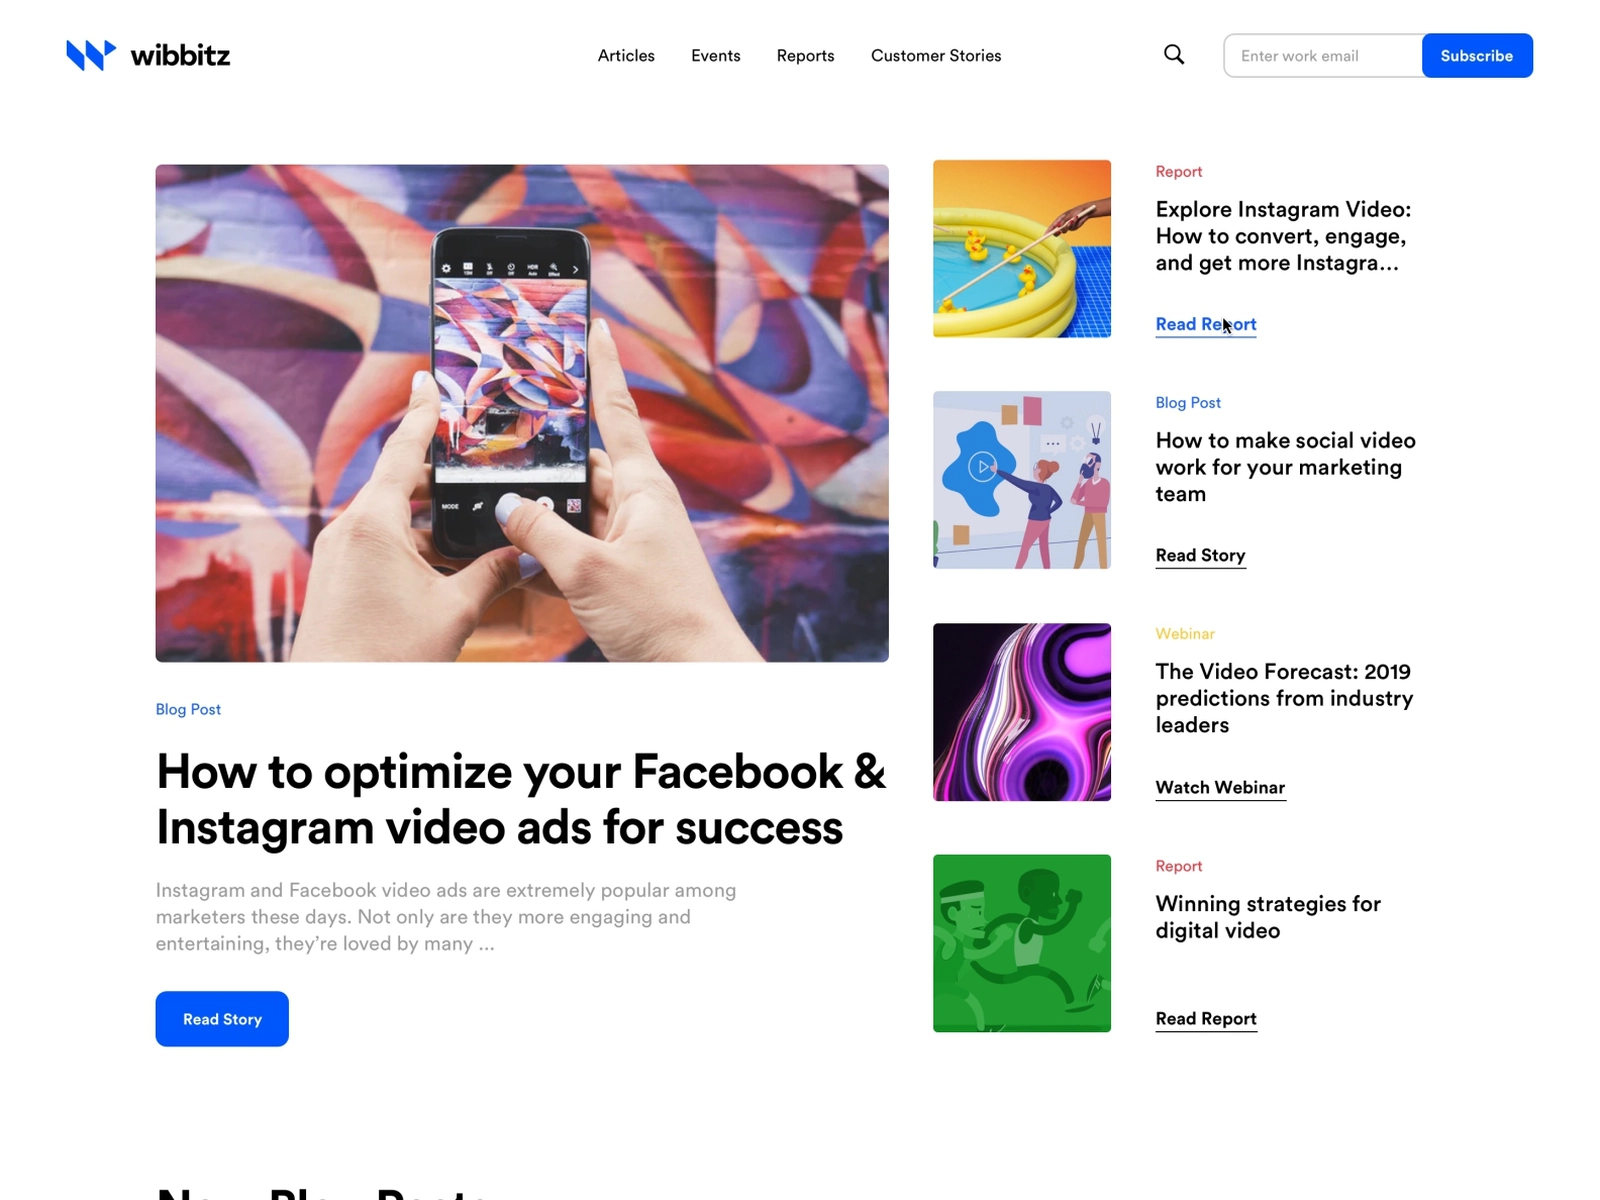 wibbitz
Articles Events Reports Customer Stories
Enter work email Subscribe
MODE
Blog Post
How to optimize your Facebook &
Instagram video ads for success
Instagram and Facebook video ads are extremely popular among
marketers these days. Not only are they more engaging and
entertaining, they’re loved by many ...
Read Story
Report
Explore Instagram Video:
How to convert, engage,
and get more Instagra...
Read Report
Blog Post
How to make social video
work for your marketing
team
Read Story
Webinar
The Video Forecast: 2019
predictions from industry
leaders
Watch Webinar
Report
Winning strategies for
digital video
Read Report
New Blog Posts